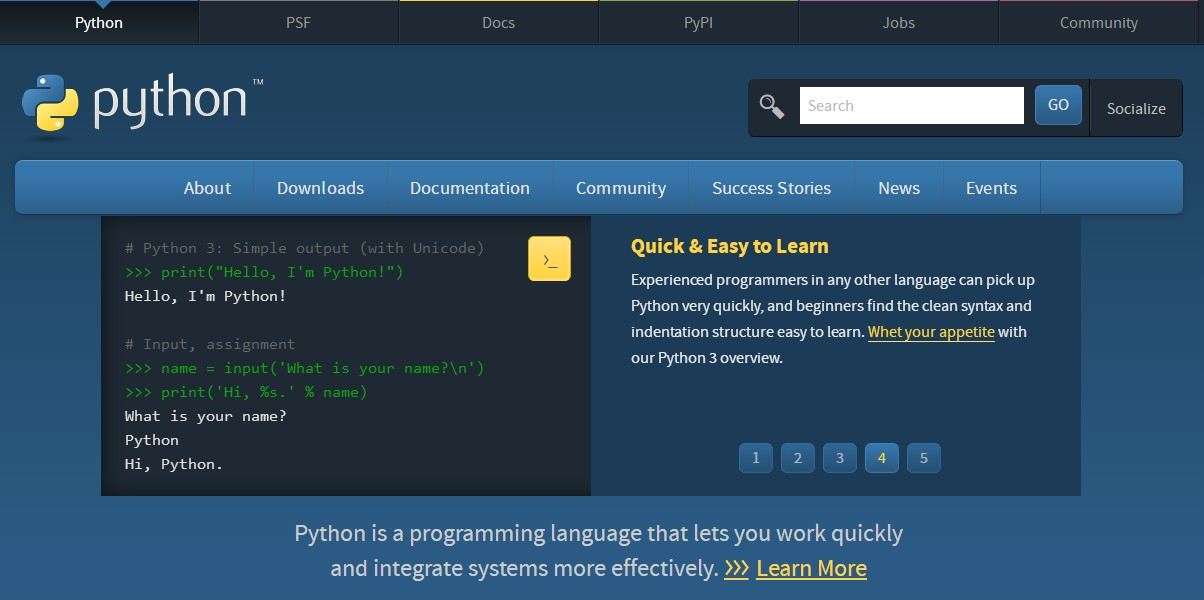 Python PSF Docs PyPI Jobs Community
python™
Search GO Socialize
About Downloads Documentation Community Success Stories News Events
# Python 3: Simple output (with Unicode)
>>> print("Hello, I'm Python!")
Hello, I'm Python!
# Input, assignment
>>> name = input('What is your name?\n')
>>> print('Hi, %s.' % name)
What is your name?
Python
Hi, Python.
>_
Quick & Easy to Learn
Experienced programmers in any other language can pick up
Python very quickly, and beginners find the clean syntax and
indentation structure easy to learn. Whet your appetite with
our Python 3 overview.
1 2 3 4 5
Python is a programming language that lets you work quickly
and integrate systems more effectively. >>> Learn More